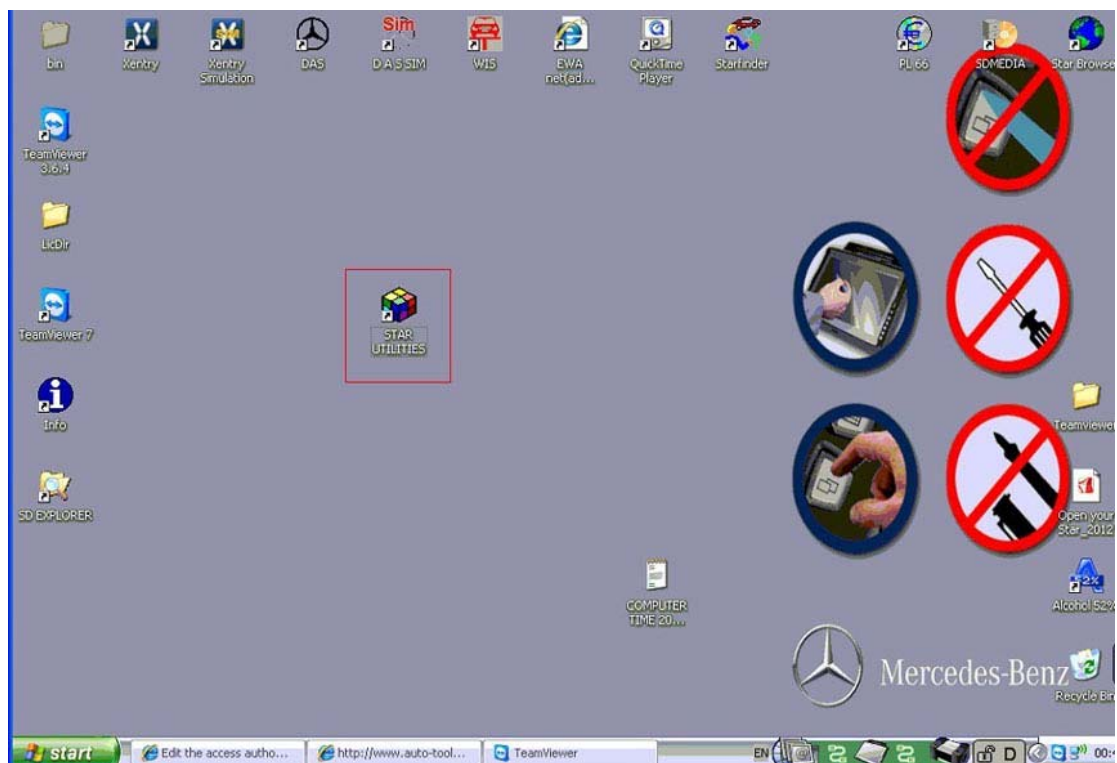 bin
Xentry
Xentry
Simulation
DAS
D A S SIM
WIS
EWA
net(ad...
QuickTime
Player
Starfinder
PL 66
SDMEDIA
Star Browse
TeamViewer
3.6.4
LicDir
TeamViewer 7
Info
SD EXPLORER
STAR
UTILITIES
COMPUTER
TIME 20...
Teamviewer
Open your
Star_2012
Alcohol 52%
Mercedes-Benz
Recycle Bin
start
Edit the access autho...
http://www.auto-tool...
TeamViewer
EN
D